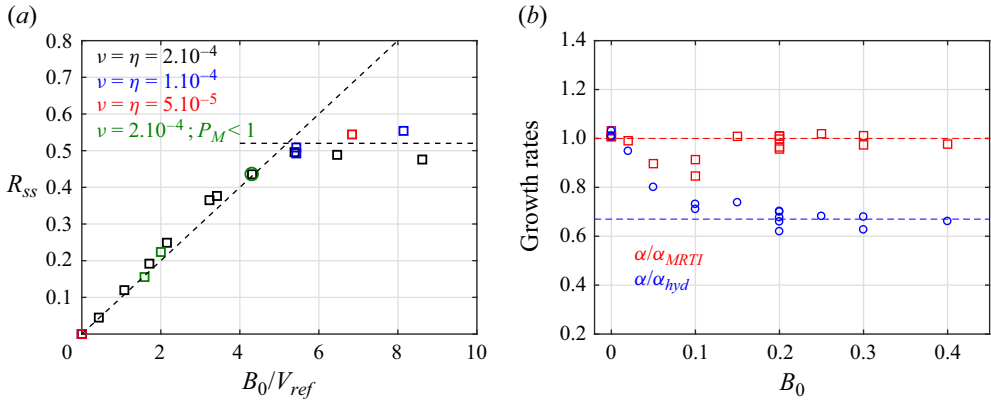 (a)
(b)
0.8
0.7
0.6
0.5
0.4
0.3
0.2
0.1
0 2 4 6 8 10
R_ss
B_0/V_ref
ν = η = 2.10^{-4}
ν = η = 1.10^{-4}
ν = η = 5.10^{-5}
ν = 2.10^{-4} ; P_M < 1
1.4
1.2
1.0
0.8
0.6
0.4
0.2
0 0.1 0.2 0.3 0.4
Growth rates
B_0
α/α_MRTI
α/α_hyd